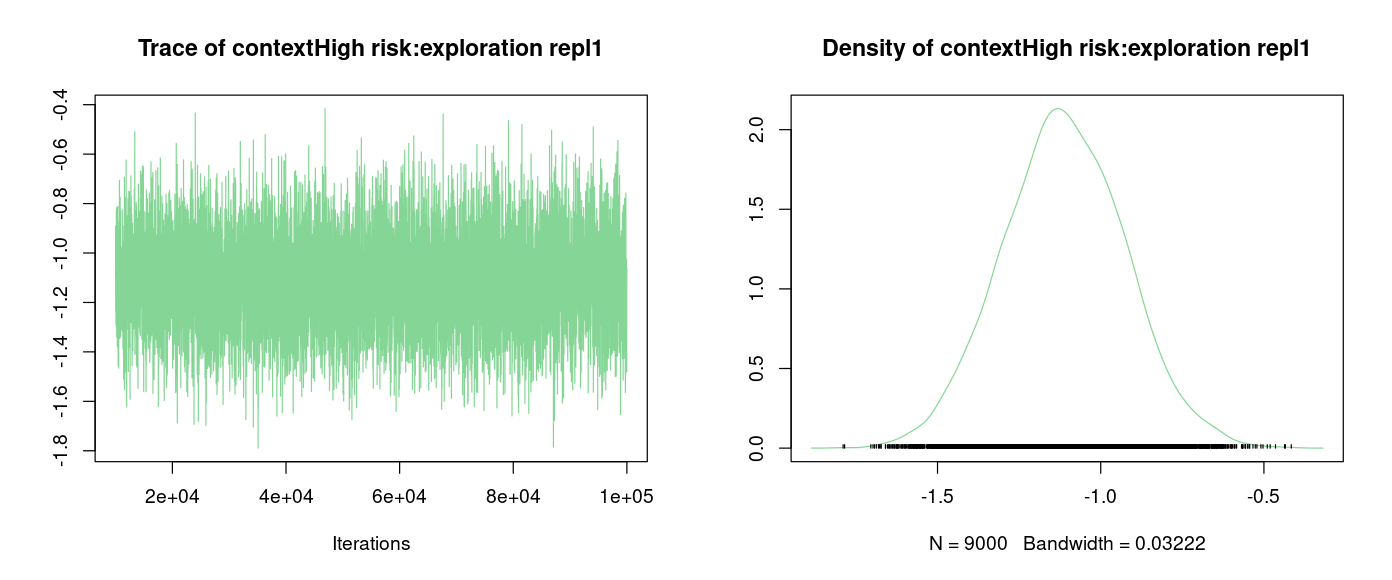 Trace of contextHigh risk:exploration repl1
-0.4
-0.6
-0.8
-1.0
-1.2
-1.4
-1.6
-1.8
2e+04 4e+04 6e+04 8e+04 1e+05
Iterations
Density of contextHigh risk:exploration repl1
2.0
1.5
1.0
0.5
0.0
-1.5 -1.0 -0.5
N = 9000 Bandwidth = 0.03222